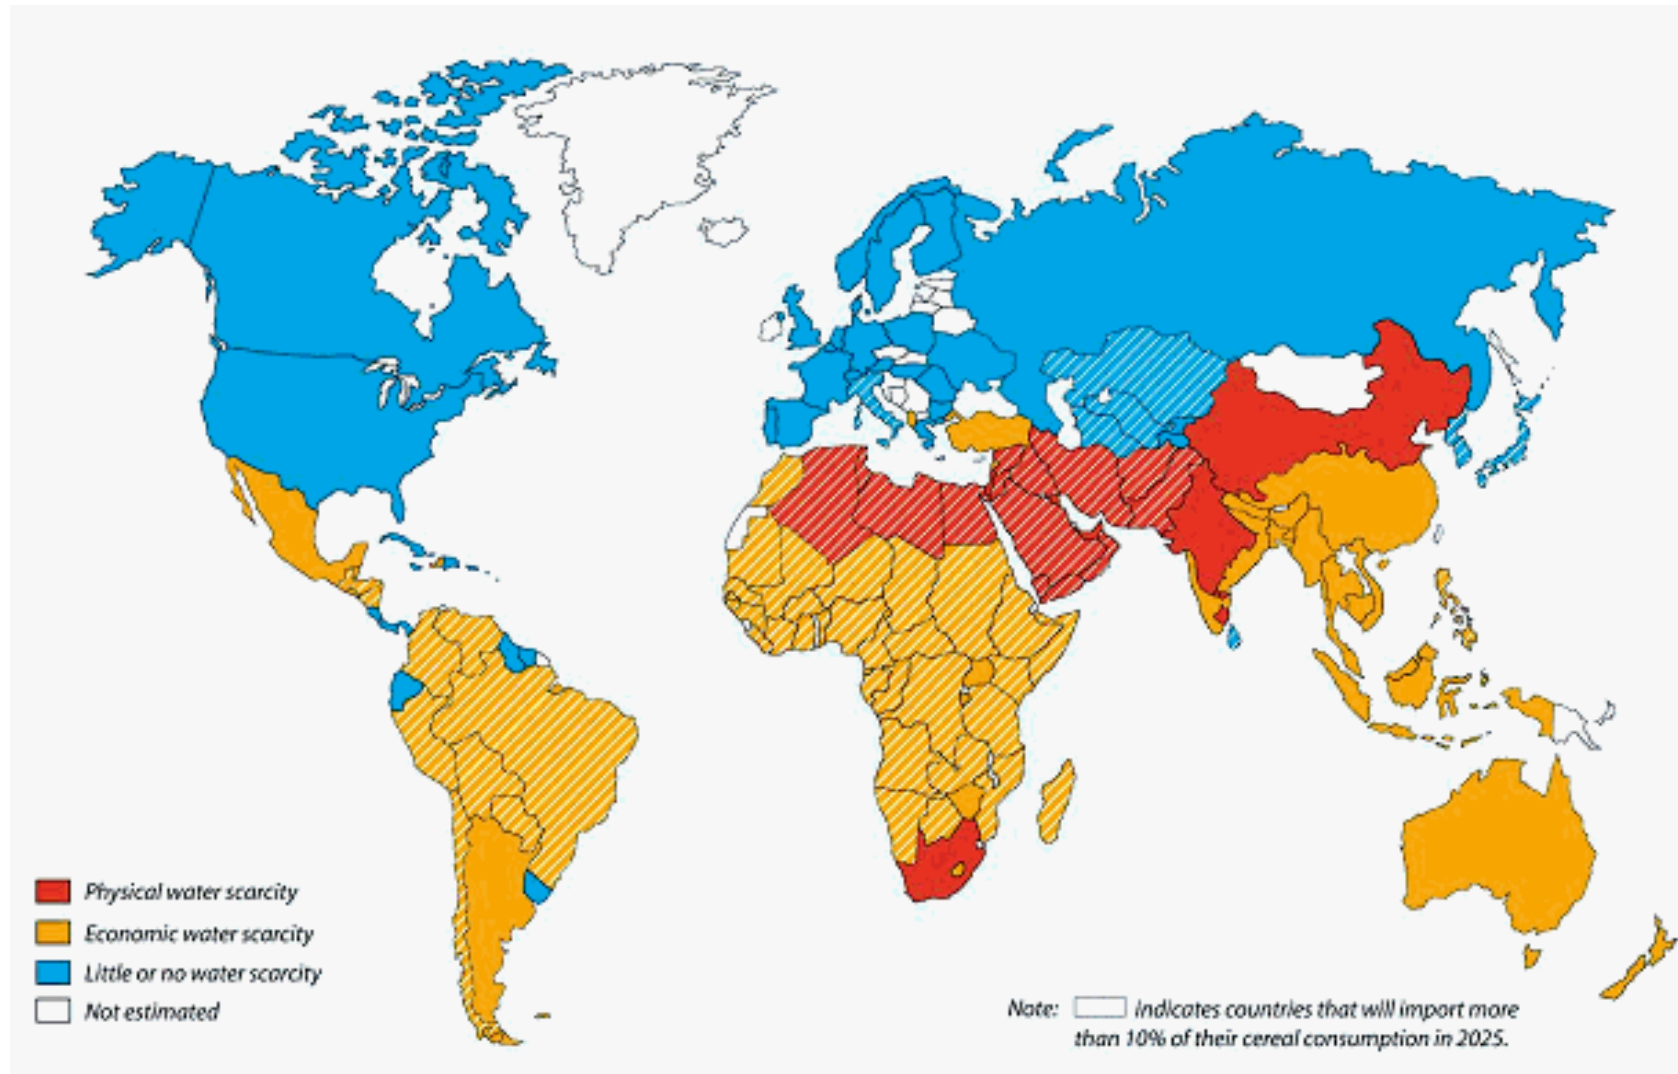 Physical water scarcity
Economic water scarcity
Little or no water scarcity
Not estimated
Note: indicates countries that will import more
than 10% of their cereal consumption in 2025.